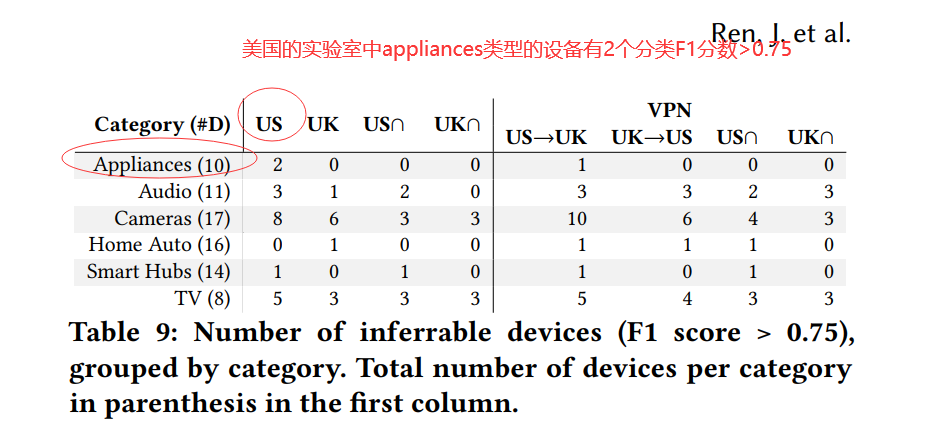 Ren, J. et al.
美国的实验室中appliances类型的设备有2个分类F1分数>0.75
VPN
Category (#D) US UK US∩ UK∩ US→UK UK→US US∩ UK∩
Appliances (10) 2 0 0 0 1 0 0 0
Audio (11) 3 1 2 0 3 3 2 3
Cameras (17) 8 6 3 3 10 6 4 3
Home Auto (16) 0 1 0 0 1 1 1 0
Smart Hubs (14) 1 0 1 0 1 0 1 0
TV (8) 5 3 3 3 5 4 3 3
Table 9: Number of inferrable devices (F1 score > 0.75),
grouped by category. Total number of devices per category
in parenthesis in the first column.